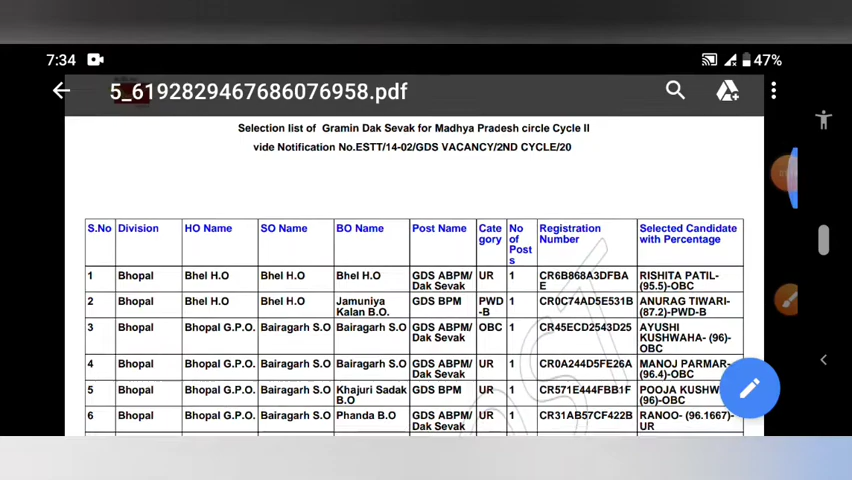 7:34 47%
5_6192829467686076958.pdf
Selection list of Gramin Dak Sevak for Madhya Pradesh circle Cycle II
vide Notification No.ESTT/14-02/GDS VACANCY/2ND CYCLE/20
S.No Division HO Name SO Name BO Name Post Name Cate No Registration Selected Candidate
gory of Number with Percentage
Post
s
1 Bhopal Bhel H.O Bhel H.O Bhel H.O GDS ABPM/ UR 1 CR6B868A3DFBA RISHITA PATIL-
Dak Sevak E (95.5)-OBC
2 Bhopal Bhel H.O Bhel H.O Jamuniya GDS BPM PWD 1 CR0C74AD5E531B ANURAG TIWARI-
Kalan B.O. -B (87.2)-PWD-B
3 Bhopal Bhopal G.P.O. Bairagarh S.O Bairagarh S.O GDS ABPM/ OBC 1 CR45ECD2543D25 AYUSHI
Dak Sevak KUSHWAHA- (96)-
OBC
4 Bhopal Bhopal G.P.O. Bairagarh S.O Bairagarh S.O GDS ABPM/ UR 1 CR0A244D5FE26A MANOJ PARMAR-
Dak Sevak (96.4)-OBC
5 Bhopal Bhopal G.P.O. Bairagarh S.O Khajuri Sadak GDS BPM UR 1 CR571E444FBB1F POOJA KUSHW
B.O (96)-OBC
6 Bhopal Bhopal G.P.O. Bairagarh S.O Phanda B.O GDS ABPM/ UR 1 CR31AB57CF422B RANOO- (96.1667)-
Dak Sevak UR